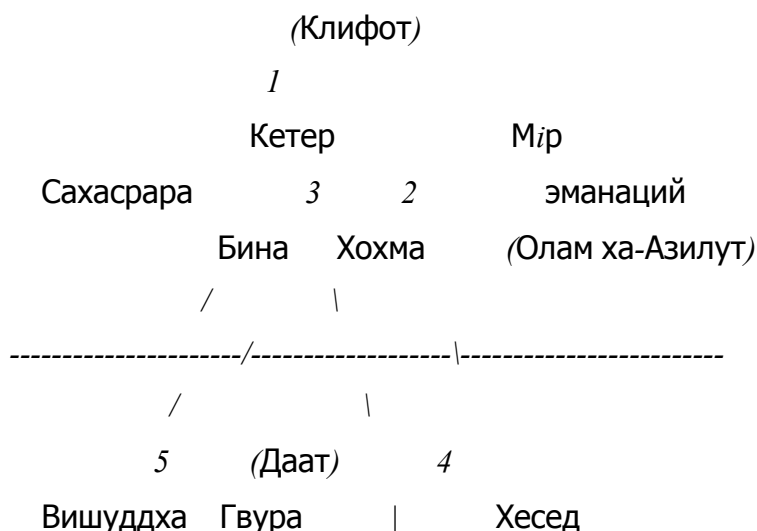 (Клифот)
1
Кетер Мiр
Сахасрара 3 2 эманаций
Бина Хохма (Олам ха-Азилут)
/ \
----------------------/-------------------\-------------------------
/ \
5 (Даат) 4
Вишуддха Гвура | Хесед